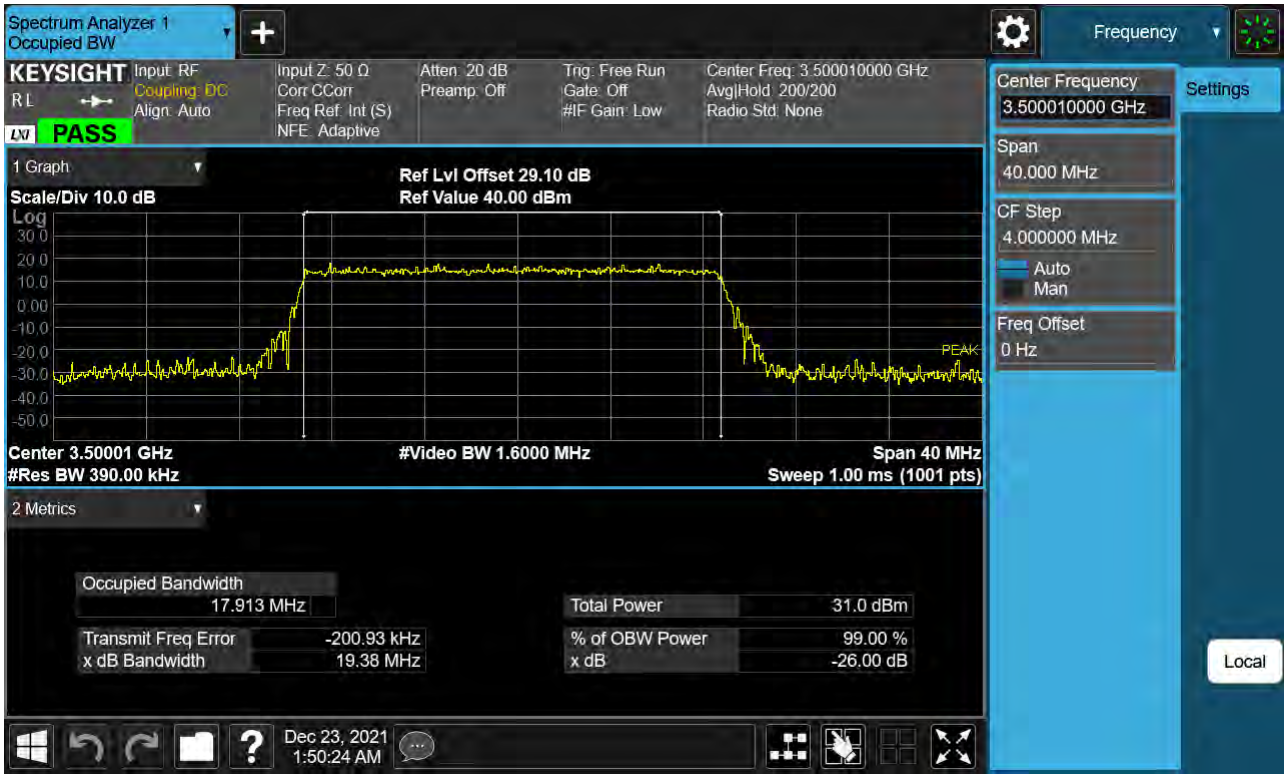 Spectrum Analyzer 1
Occupied BW
Frequency
KEYSIGHT
RL
LXI PASS
Input: RF
Coupling: DC
Align: Auto
Input Z: 50 Ω
Corr CCorr
Freq Ref: Int (S)
NFE: Adaptive
Atten: 20 dB
Preamp: Off
Trig: Free Run
Gate: Off
#IF Gain: Low
Center Freq: 3.500010000 GHz
Avg|Hold: 200/200
Radio Std: None
Center Frequency
3.500010000 GHz
Settings
Span
40.000 MHz
CF Step
4.000000 MHz
Auto
Man
Freq Offset
0 Hz
1 Graph
Ref Lvl Offset 29.10 dB
Scale/Div 10.0 dB
Ref Value 40.00 dBm
Log
30.0
20.0
10.0
0.00
-10.0
-20.0
-30.0
-40.0
-50.0
PEAK
Center 3.50001 GHz
#Video BW 1.6000 MHz
Span 40 MHz
#Res BW 390.00 kHz
Sweep 1.00 ms (1001 pts)
2 Metrics
Occupied Bandwidth
17.913 MHz
Total Power 31.0 dBm
Transmit Freq Error -200.93 kHz
% of OBW Power 99.00 %
x dB Bandwidth 19.38 MHz
x dB -26.00 dB
Local
?
Dec 23, 2021
1:50:24 AM